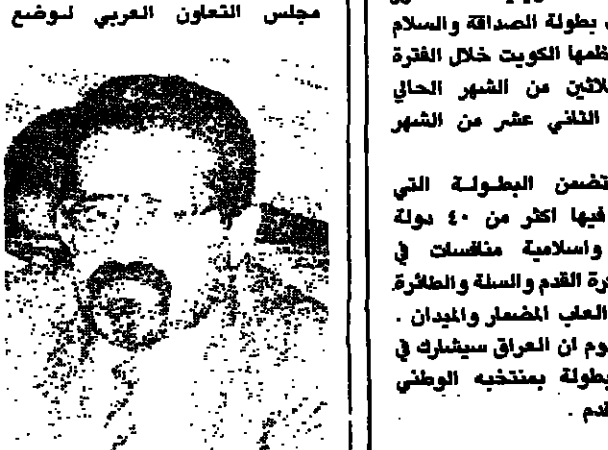 بطولة الصداقة والسلام
ظمها الكويت خلال الفترة
لاثين من الشهر الحالي
الثاني عشر من الشهر
تضمن البطولة التي
فيها اكثر من ٤٠ دولة
واسلامية منافسات في
كرة القدم والسلة والطائرة
العاب المضمار والميدان .
وم ان العراق سيشارك في
بطولة بمنتخبه الوطني
قدم .
مجلس التعاون العربي لوضع